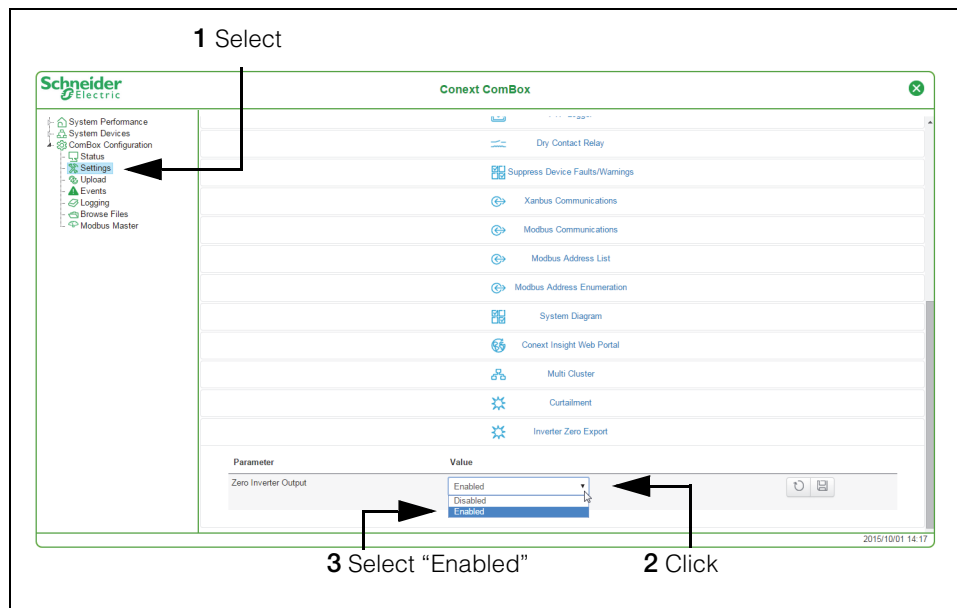 1 Select
Schneider
Electric
Conext ComBox
System Performance
System Devices
ComBox Configuration
Status
Settings
Upload
Events
Logging
Browse Files
Modbus Master
Dry Contact Relay
Suppress Device Faults/Warnings
Xanbus Communications
Modbus Communications
Modbus Address List
Modbus Address Enumeration
System Diagram
Conext Insight Web Portal
Multi Cluster
Curtailment
Inverter Zero Export
Parameter Value
Zero Inverter Output Enabled
Disabled
Enabled
2015/10/01 14:17
3 Select “Enabled” 2 Click